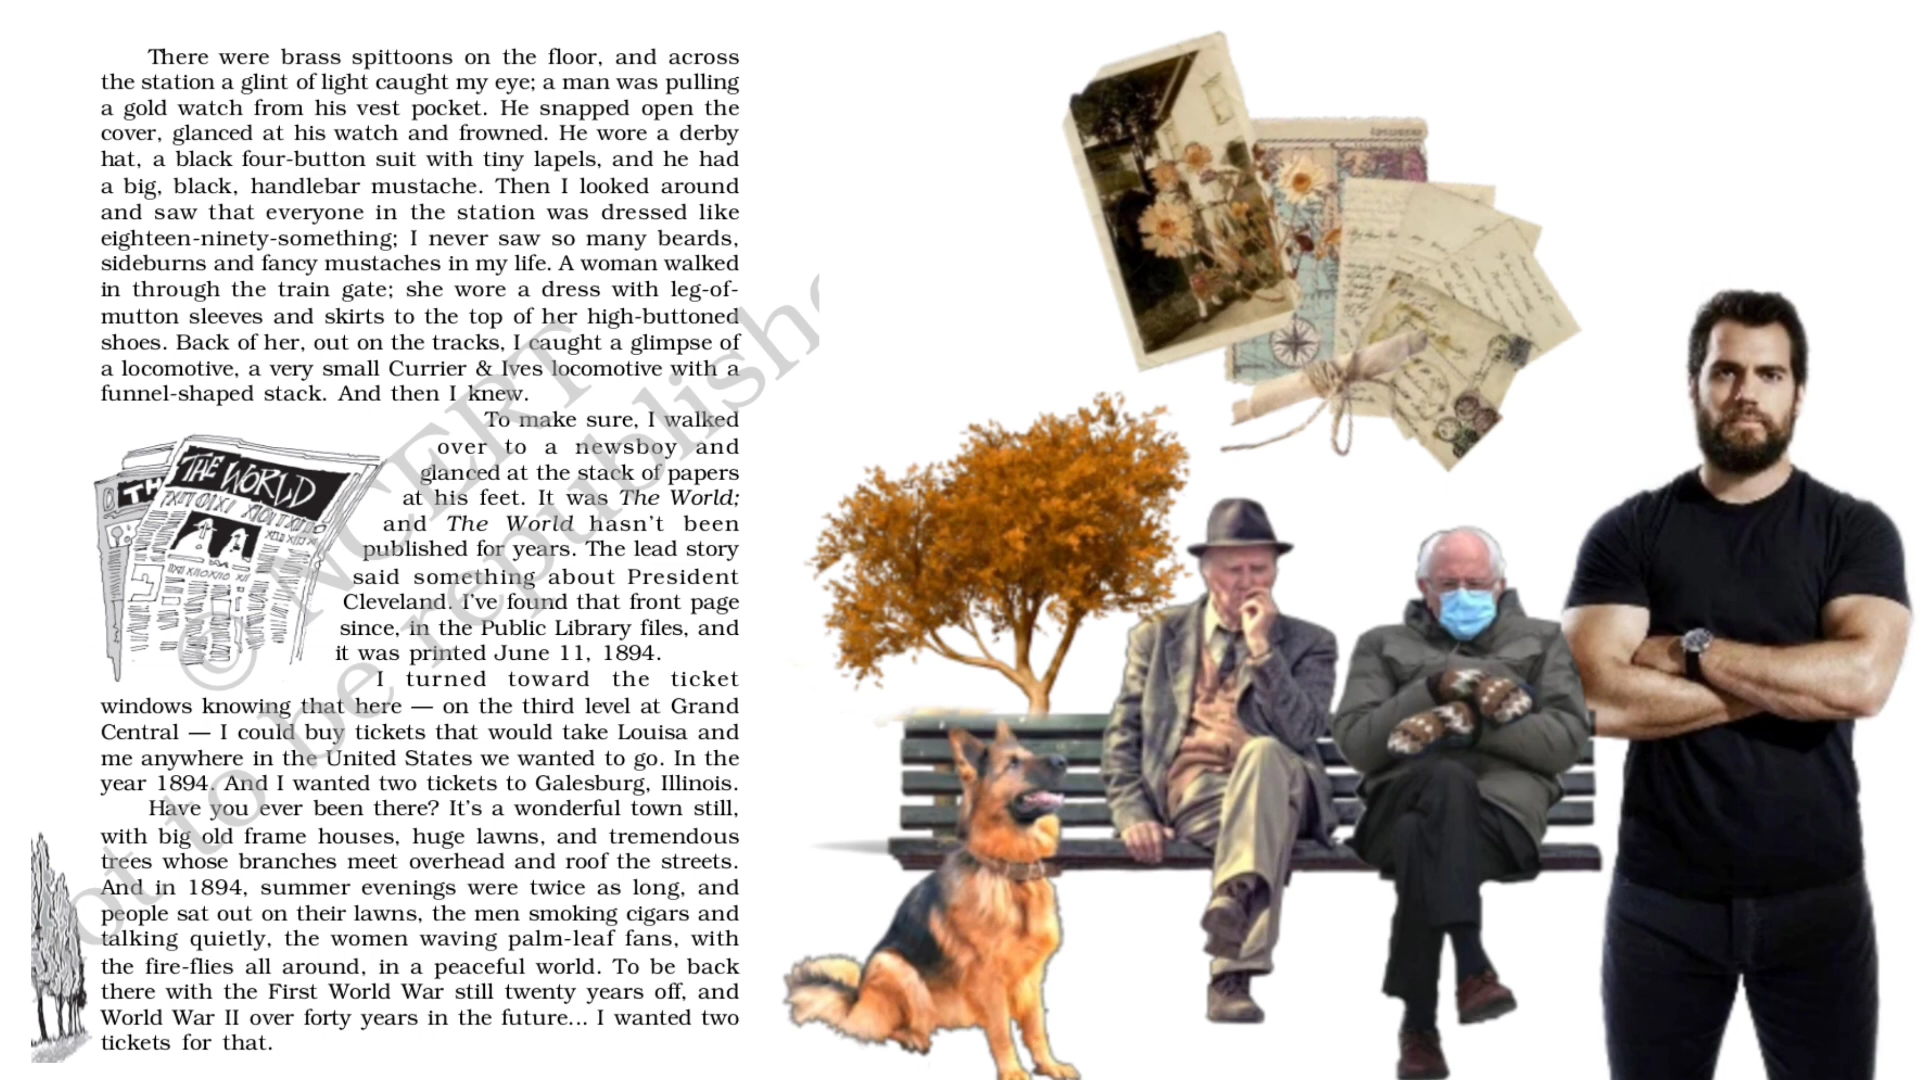 There were brass spittoons on the floor, and across
the station a glint of light caught my eye; a man was pulling
a gold watch from his vest pocket. He snapped open the
cover, glanced at his watch and frowned. He wore a derby
hat, a black four-button suit with tiny lapels, and he had
a big, black, handlebar mustache. Then I looked around
and saw that everyone in the station was dressed like
eighteen-ninety-something; I never saw so many beards,
sideburns and fancy mustaches in my life. A woman walked
in through the train gate; she wore a dress with leg-of-
mutton sleeves and skirts to the top of her high-buttoned
shoes. Back of her, out on the tracks, I caught a glimpse of
a locomotive, a very small Currier & Ives locomotive with a
funnel-shaped stack. And then I knew.
To make sure, I walked
over to a newsboy and
glanced at the stack of papers
at his feet. It was The World;
and The World hasn't been
published for years. The lead story
said something about President
Cleveland. I've found that front page
since, in the Public Library files, and
it was printed June 11, 1894.
THE WORLD
TH
I turned toward the ticket
windows knowing that here — on the third level at Grand
Central — I could buy tickets that would take Louisa and
me anywhere in the United States we wanted to go. In the
year 1894. And I wanted two tickets to Galesburg, Illinois.
Have you ever been there? It's a wonderful town still,
with big old frame houses, huge lawns, and tremendous
trees whose branches meet overhead and roof the streets.
And in 1894, summer evenings were twice as long, and
people sat out on their lawns, the men smoking cigars and
talking quietly, the women waving palm-leaf fans, with
the fire-flies all around, in a peaceful world. To be back
there with the First World War still twenty years off, and
World War II over forty years in the future... I wanted two
tickets for that.
© NCERT
not to be republishe